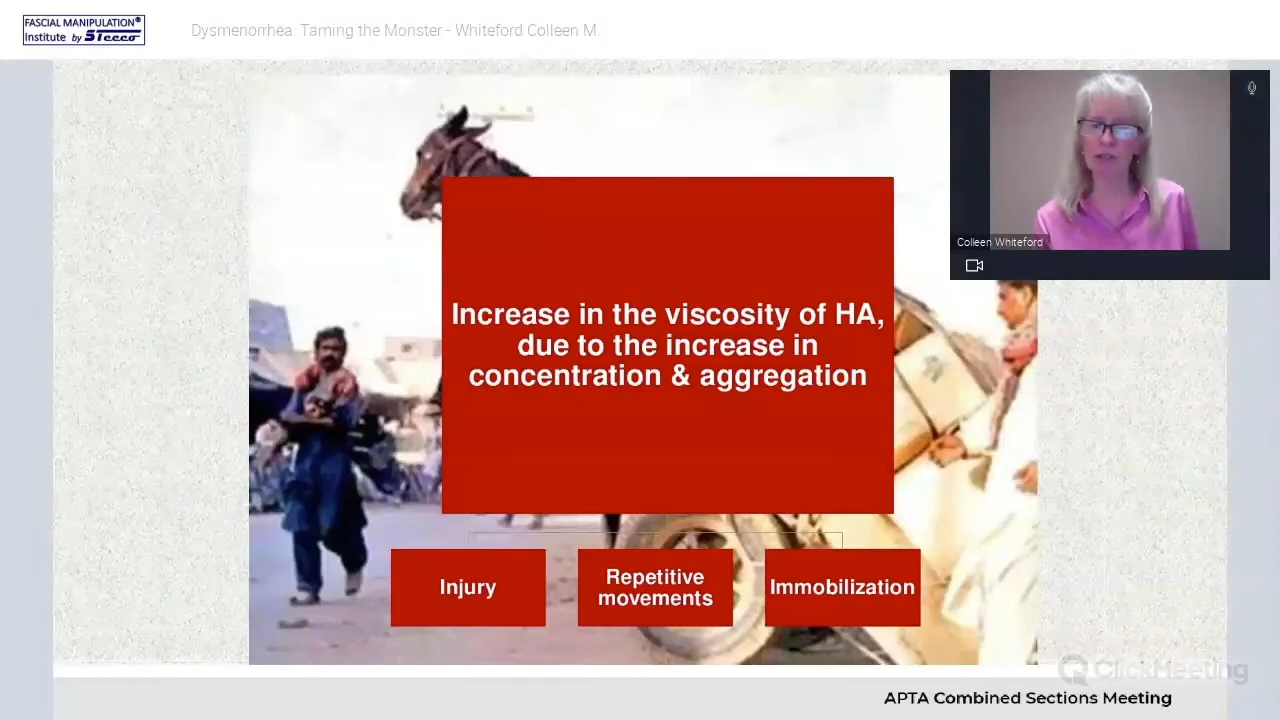 FASCIAL MANIPULATION®
Institute by STecco
Dysmenorrhea: Taming the Monster - Whiteford Colleen M.
Colleen Whiteford
Increase in the viscosity of HA,
due to the increase in
concentration & aggregation
Injury
Repetitive
movements
Immobilization
ClickMeeting
APTA Combined Sections Meeting